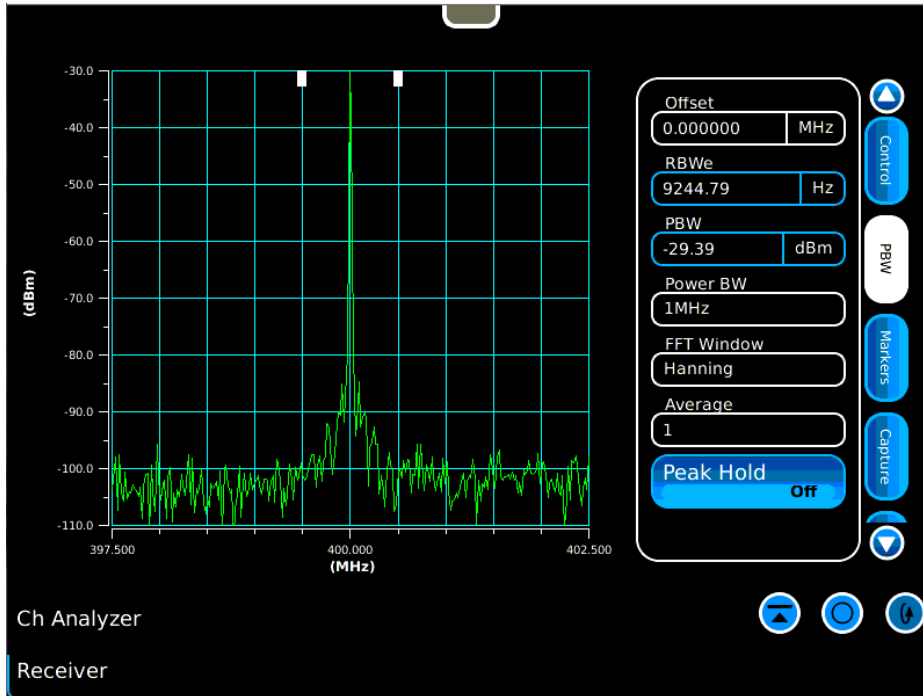 -30.0
-40.0
-50.0
-60.0
-70.0
-80.0
-90.0
-100.0
-110.0
(dBm)
397.500 400.000 402.500
(MHz)
Offset
0.000000 MHz
RBWe
9244.79 Hz
PBW
-29.39 dBm
Power BW
1MHz
FFT Window
Hanning
Average
1
Peak Hold
Off
Control
PBW
Markers
Capture
Ch Analyzer
Receiver